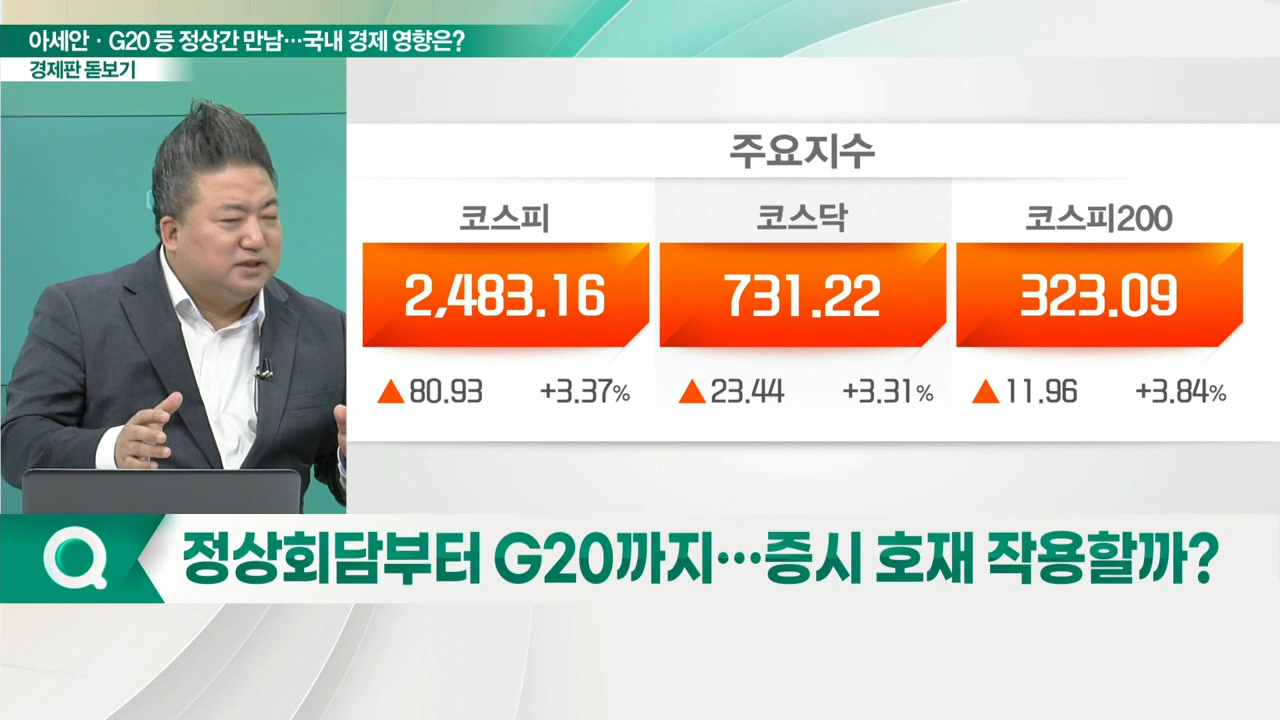 아세안 · G20 등 정상간 만남…국내 경제 영향은?
경제판 돋보기
주요지수
코스피 코스닥 코스피200
2,483.16 731.22 323.09
▲80.93 +3.37% ▲23.44 +3.31% ▲11.96 +3.84%
정상회담부터 G20까지…증시 호재 작용할까?